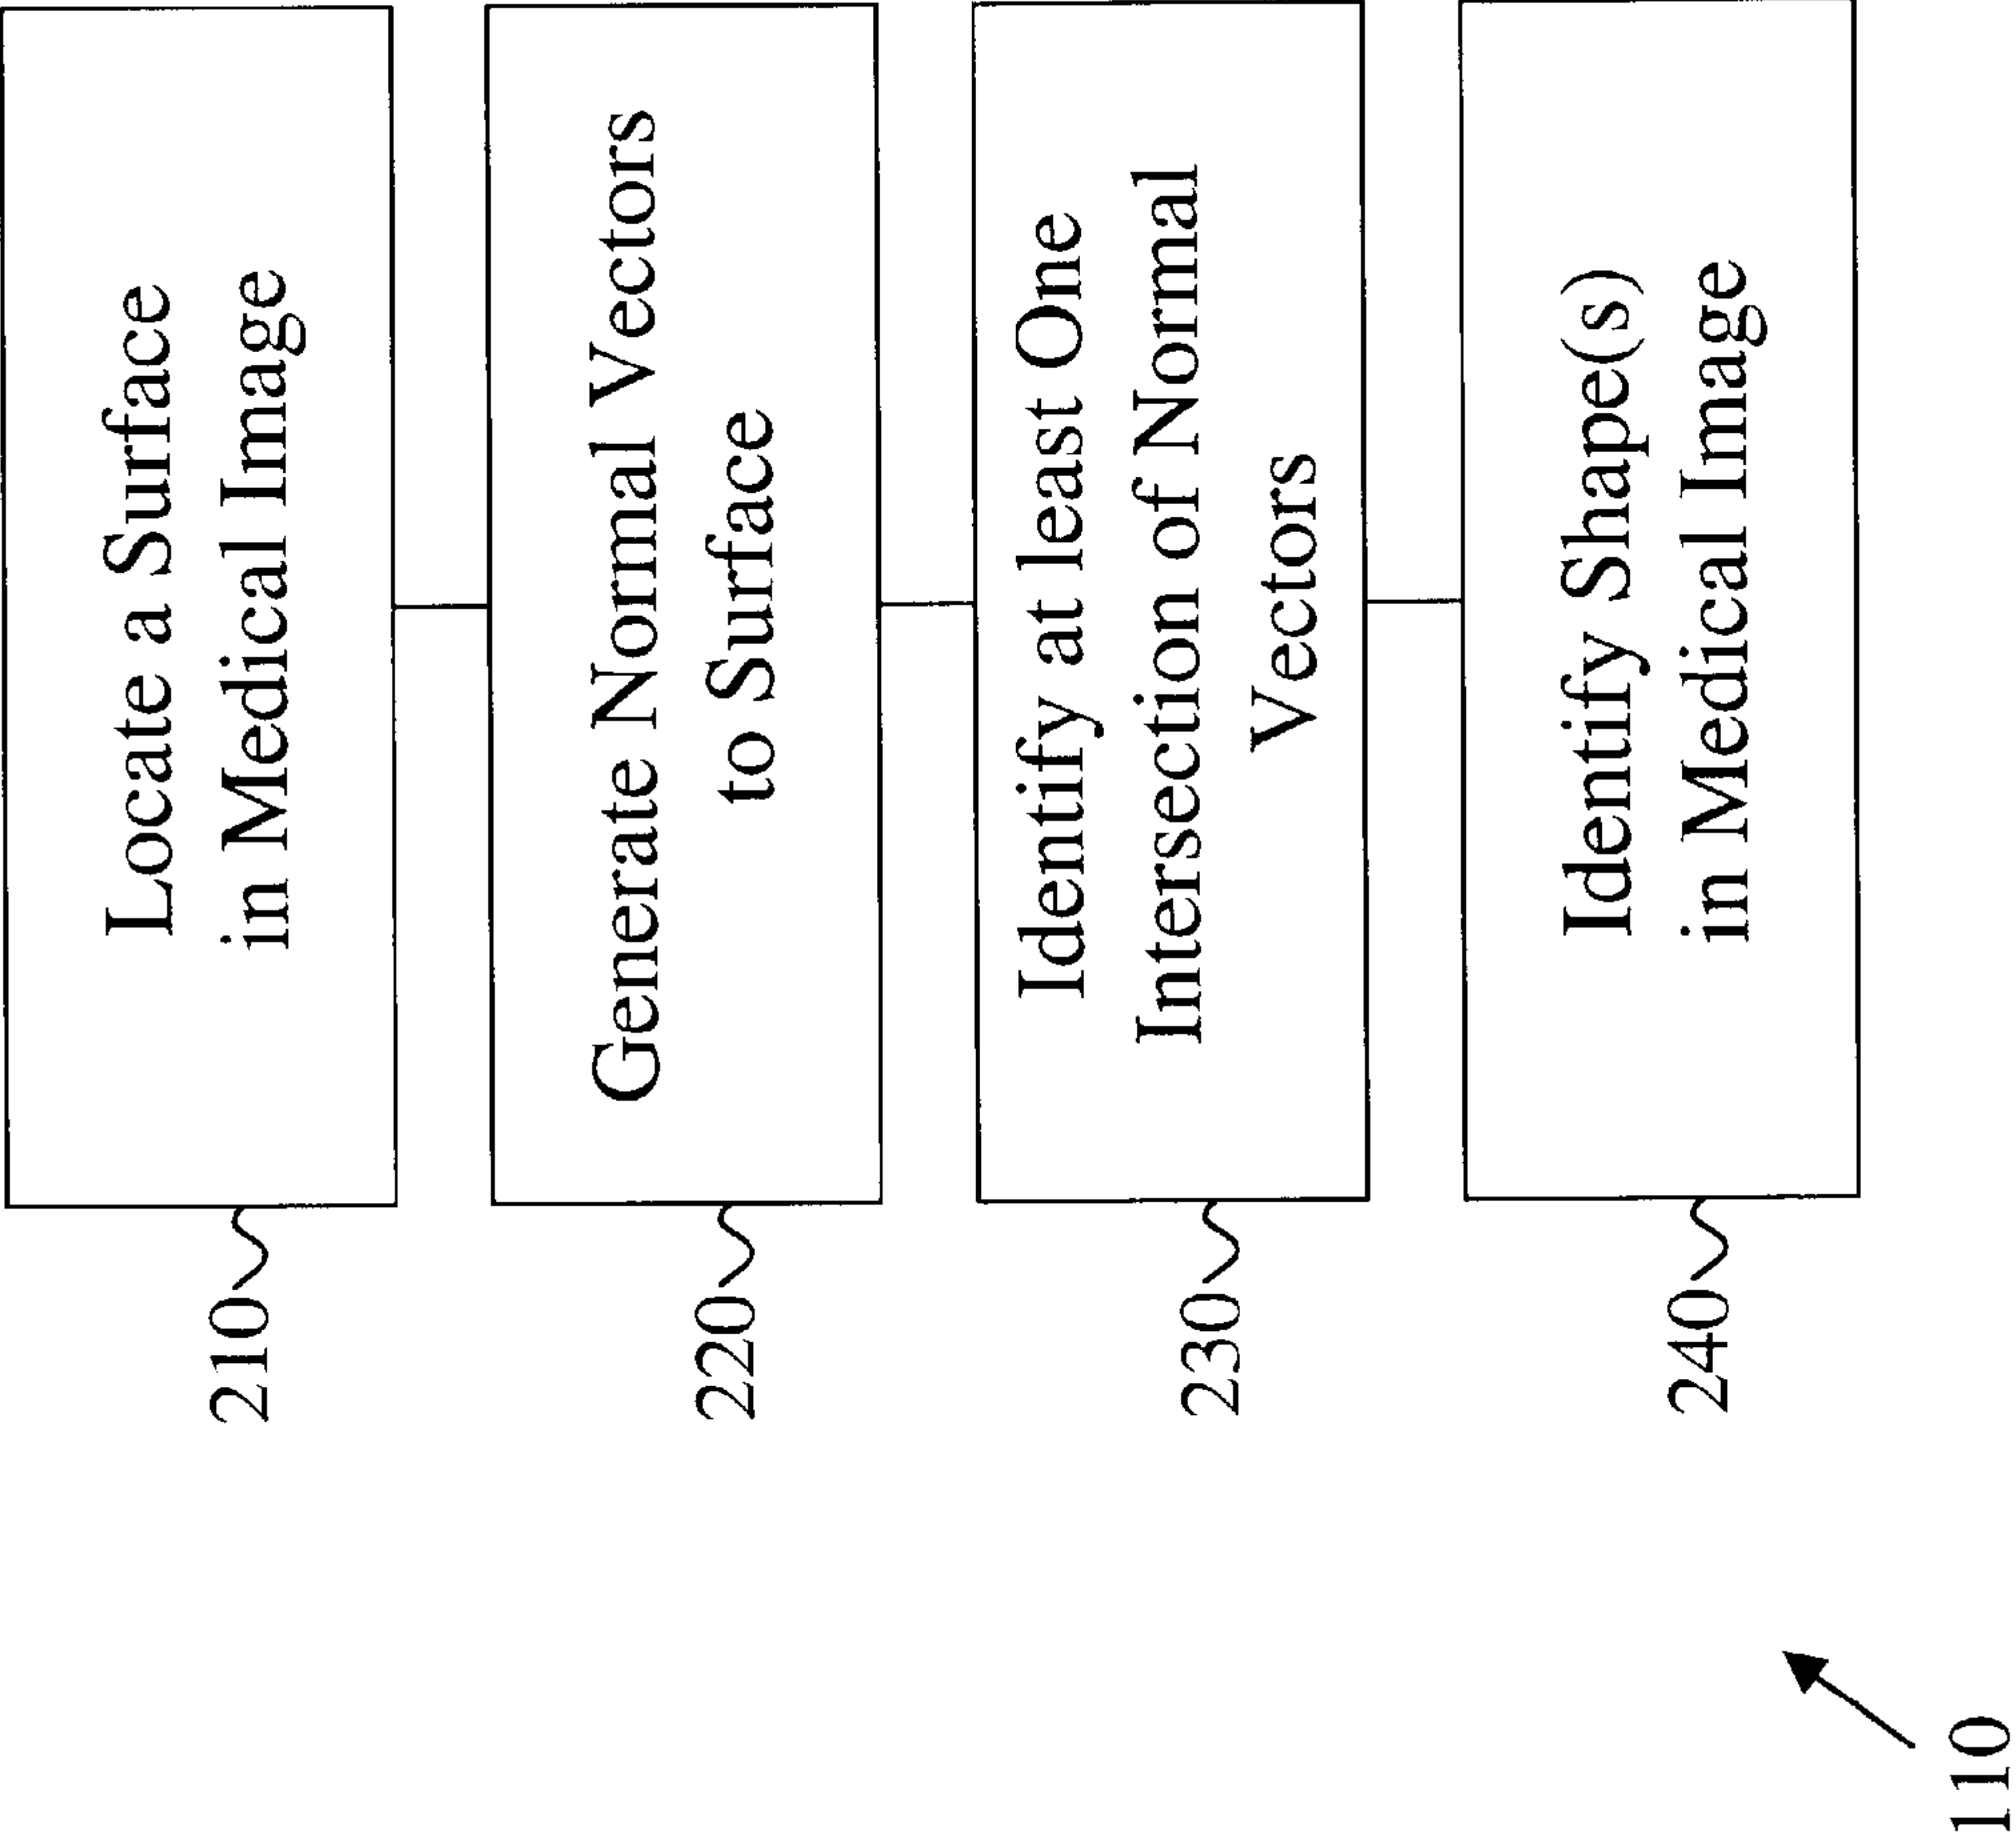 210
Locate a Surface
in Medical Image
220
Generate Normal Vectors
to Surface
230
Identify at least One
Intersection of Normal
Vectors
240
Identify Shape(s)
in Medical Image
110